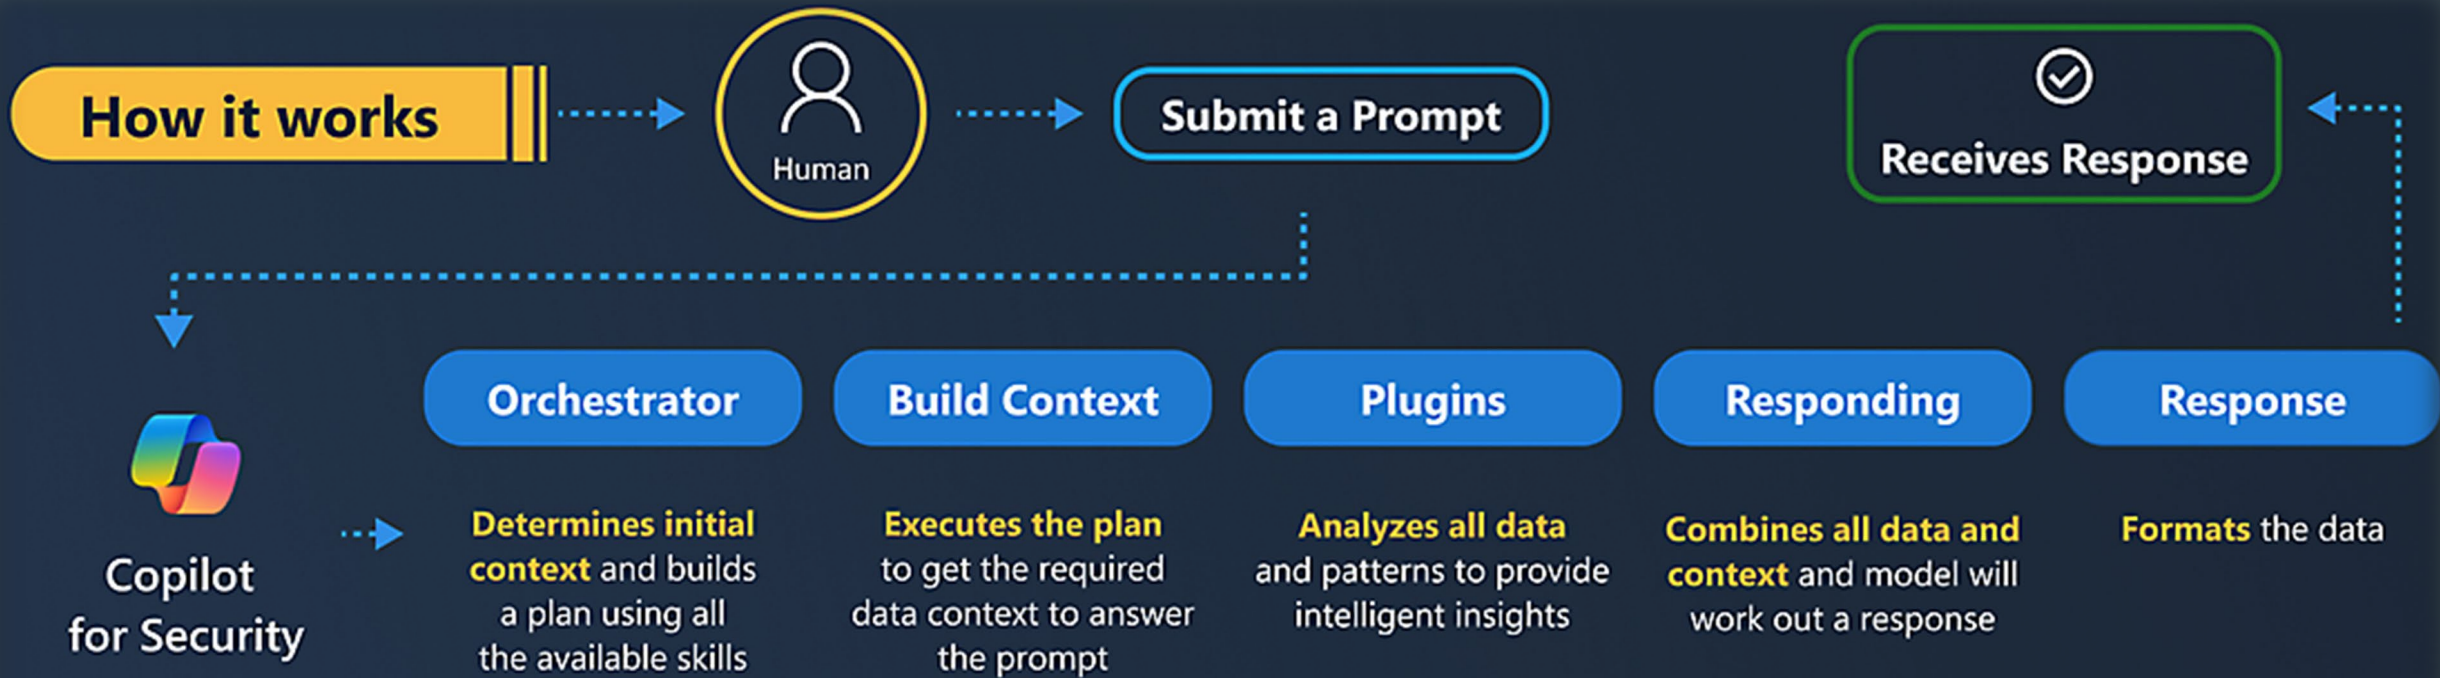 How it works
Human
Submit a Prompt
Receives Response
Copilot
for Security
Orchestrator
Determines initial
context and builds
a plan using all
the available skills
Build Context
Executes the plan
to get the required
data context to answer
the prompt
Plugins
Analyzes all data
and patterns to provide
intelligent insights
Responding
Combines all data and
context and model will
work out a response
Response
Formats the data